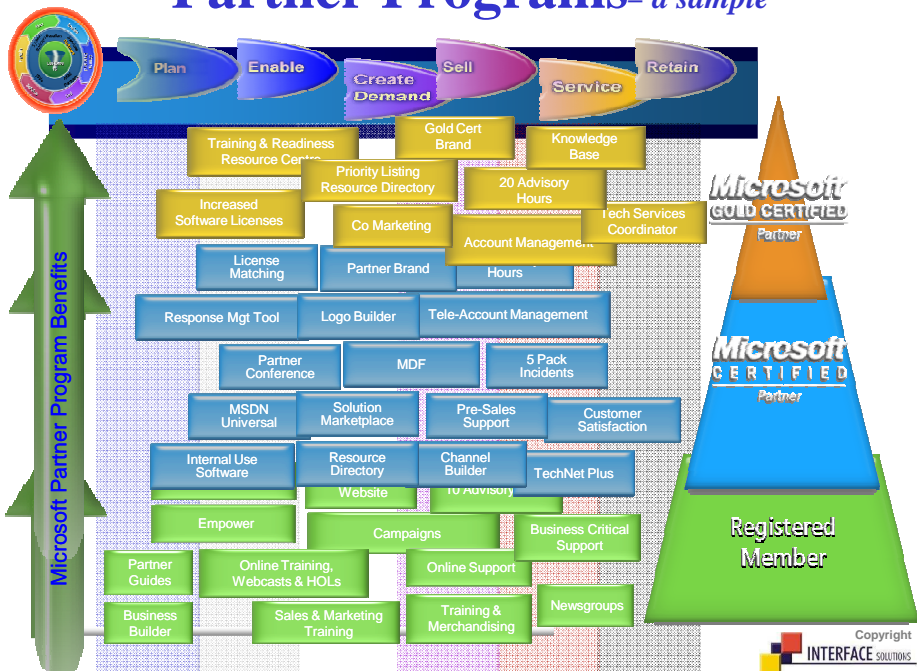 Partner Programs– a sample
Plan
Enable
Create
Demand
Sell
Service
Retain
Microsoft Partner Program Benefits
Training & Readiness
Resource
Gold Cert
Brand
Knowledge
Base
Priority Listing
Resource Directory
20 Advisory
Hours
Increased
Software Licenses
Co Marketing
Account Management
Tech Services
Coordinator
License
Matching
Partner Brand
Hours
Response Mgt Tool
Logo Builder
Tele-Account Management
Partner
Conference
MDF
5 Pack
Incidents
MSDN
Universal
Solution
Marketplace
Pre-Sales
Support
Customer
Satisfaction
Internal Use
Software
Resource
Directory
Channel
Builder
TechNet Plus
Website
10 Advisory
Empower
Campaigns
Business Critical
Support
Partner
Guides
Online Training,
Webcasts & HOLs
Online Support
Business
Builder
Sales & Marketing
Training
Training &
Merchandising
Newsgroups
Microsoft
GOLD CERTIFIED
Partner
Microsoft
CERTIFIED
Partner
Registered
Member
Copyright
INTERFACE SOLUTIONS